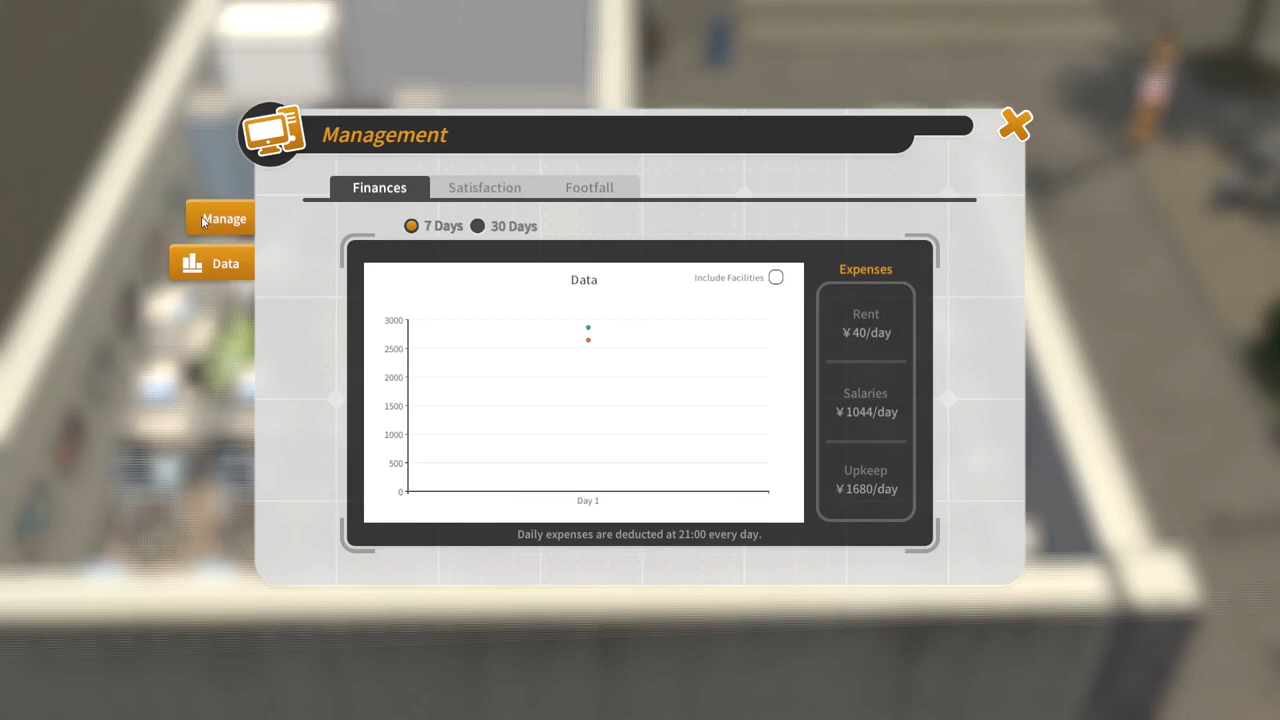 Management
Finances Satisfaction Footfall
Manage
7 Days 30 Days
Data
Data
Include Facilities
Expenses
Rent
¥40/day
Salaries
¥1044/day
Upkeep
¥1680/day
3000
2500
2000
1500
1000
500
0
Day 1
Daily expenses are deducted at 21:00 every day.